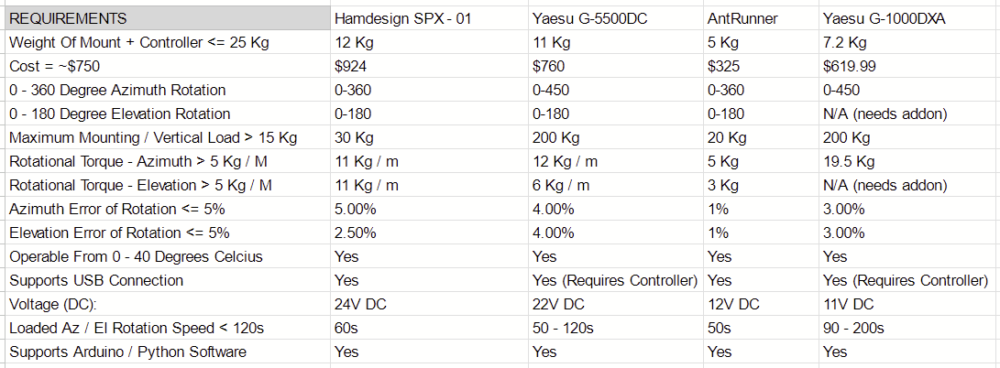 REQUIREMENTS Hamdesign SPX - 01 Yaesu G-5500DC AntRunner Yaesu G-1000DXA
Weight Of Mount + Controller <= 25 Kg 12 Kg 11 Kg 5 Kg 7.2 Kg
Cost = ~$750 $924 $760 $325 $619.99
0 - 360 Degree Azimuth Rotation 0-360 0-450 0-360 0-450
0 - 180 Degree Elevation Rotation 0-180 0-180 0-180 N/A (needs addon)
Maximum Mounting / Vertical Load > 15 Kg 30 Kg 200 Kg 20 Kg 200 Kg
Rotational Torque - Azimuth > 5 Kg / M 11 Kg / m 12 Kg / m 5 Kg 19.5 Kg
Rotational Torque - Elevation > 5 Kg / M 11 Kg / m 6 Kg / m 3 Kg N/A (needs addon)
Azimuth Error of Rotation <= 5% 5.00% 4.00% 1% 3.00%
Elevation Error of Rotation <= 5% 2.50% 4.00% 1% 3.00%
Operable From 0 - 40 Degrees Celcius Yes Yes Yes Yes
Supports USB Connection Yes Yes (Requires Controller) Yes Yes (Requires Controller)
Voltage (DC): 24V DC 22V DC 12V DC 11V DC
Loaded Az / El Rotation Speed < 120s 60s 50 - 120s 50s 90 - 200s
Supports Arduino / Python Software Yes Yes Yes Yes